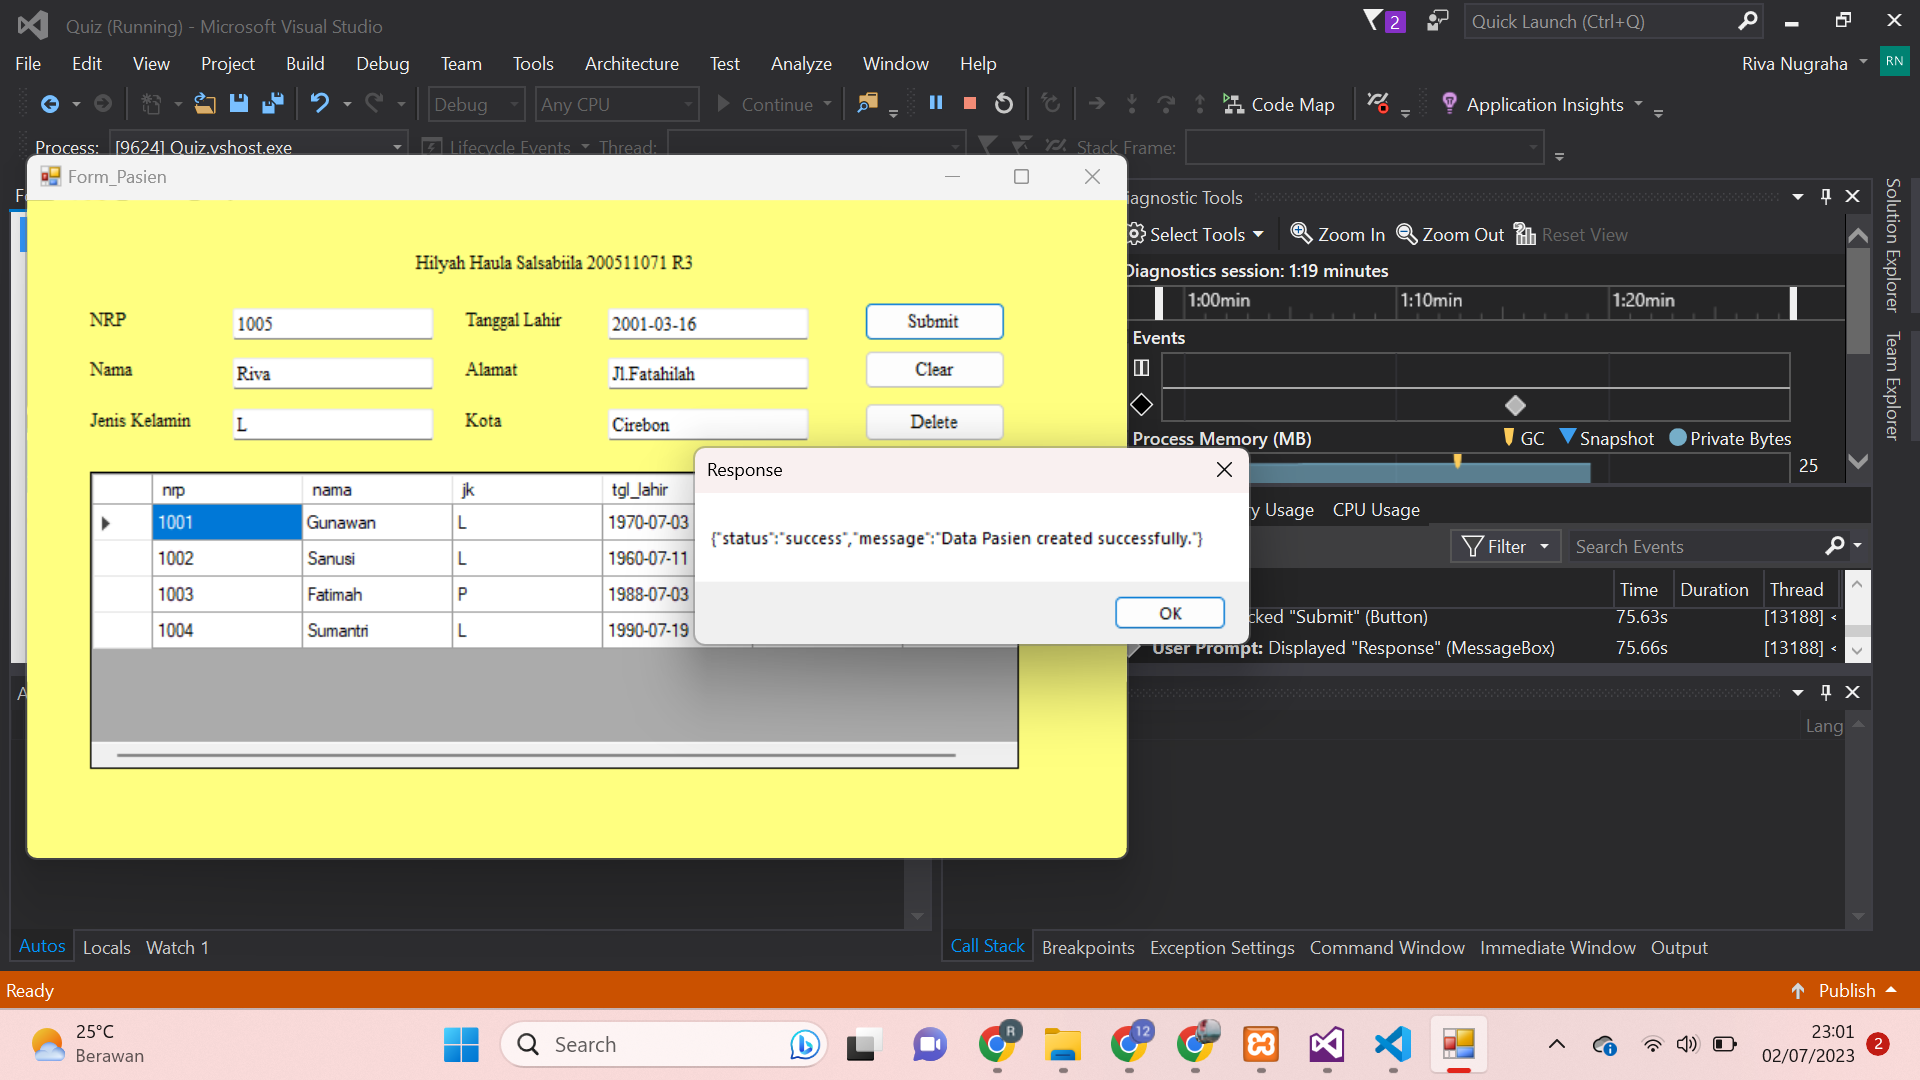 Quiz (Running) - Microsoft Visual Studio
2
Quick Launch (Ctrl+Q)
File Edit View Project Build Debug Team Tools Architecture Test Analyze Window Help
Riva Nugraha RN
Debug Any CPU Continue Code Map Application Insights
Process: [9624] Quiz.vshost.exe Lifecycle Events Thread: Stack Frame:
Form_Pasien
Hilyah Haula Salsabiila 200511071 R3
NRP 1005 Tanggal Lahir 2001-03-16 Submit
Nama Riva Alamat Jl.Fatahilah Clear
Jenis Kelamin L Kota Cirebon Delete
nrp nama jk tgl_lahir
1001 Gunawan L 1970-07-03
1002 Sanusi L 1960-07-11
1003 Fatimah P 1988-07-03
1004 Sumantri L 1990-07-19
Response
{"status":"success","message":"Data Pasien created successfully."}
OK
iagnostic Tools
Select Tools Zoom In Zoom Out Reset View
Diagnostics session: 1:19 minutes
1:00min 1:10min 1:20min
Events
Process Memory (MB) GC Snapshot Private Bytes
25
y Usage CPU Usage
Filter Search Events
Time Duration Thread
cked "Submit" (Button) 75.63s [13188]
User Prompt: Displayed "Response" (MessageBox) 75.66s [13188]
Lang
Solution Explorer
Team Explorer
Autos Locals Watch 1
Call Stack Breakpoints Exception Settings Command Window Immediate Window Output
Ready
Publish
25°C
Berawan
Search
R
12
23:01
02/07/2023
2